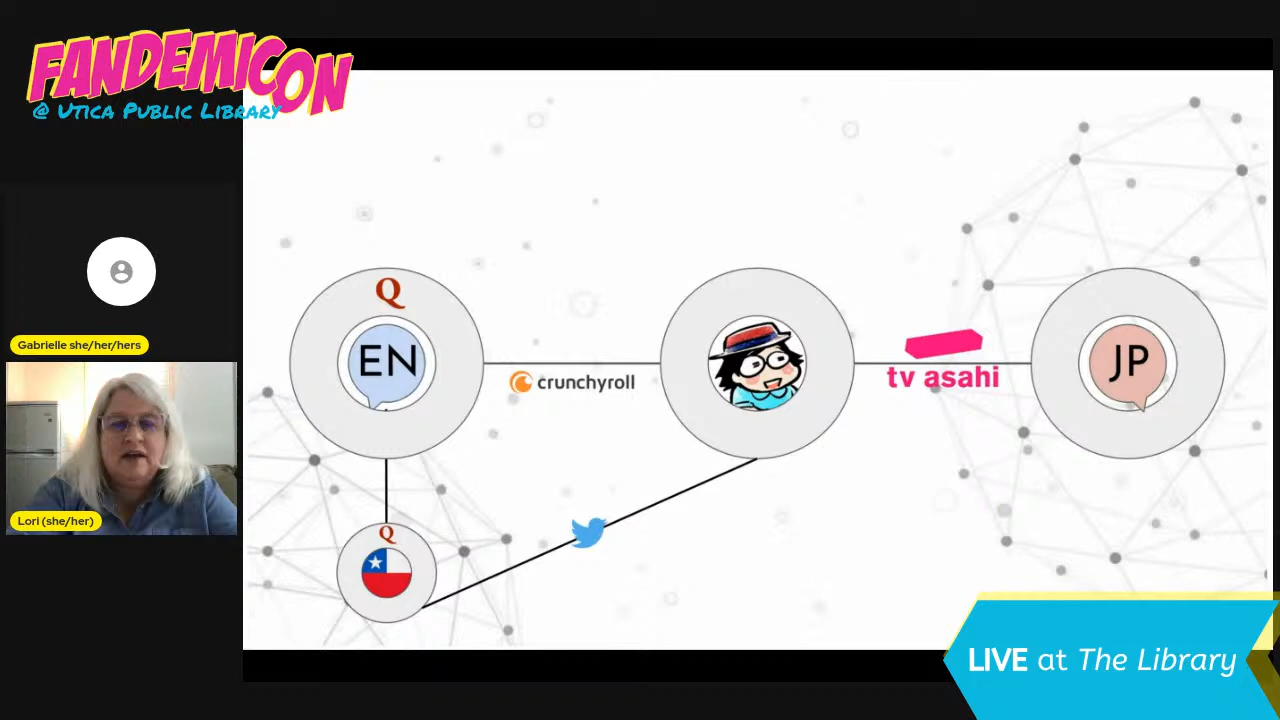 FANDEMICON
@ Utica Public Library
Q
EN
crunchyroll
tv asahi
JP
Gabrielle she/her/hers
Lori (she/her)
Q
LIVE at The Library